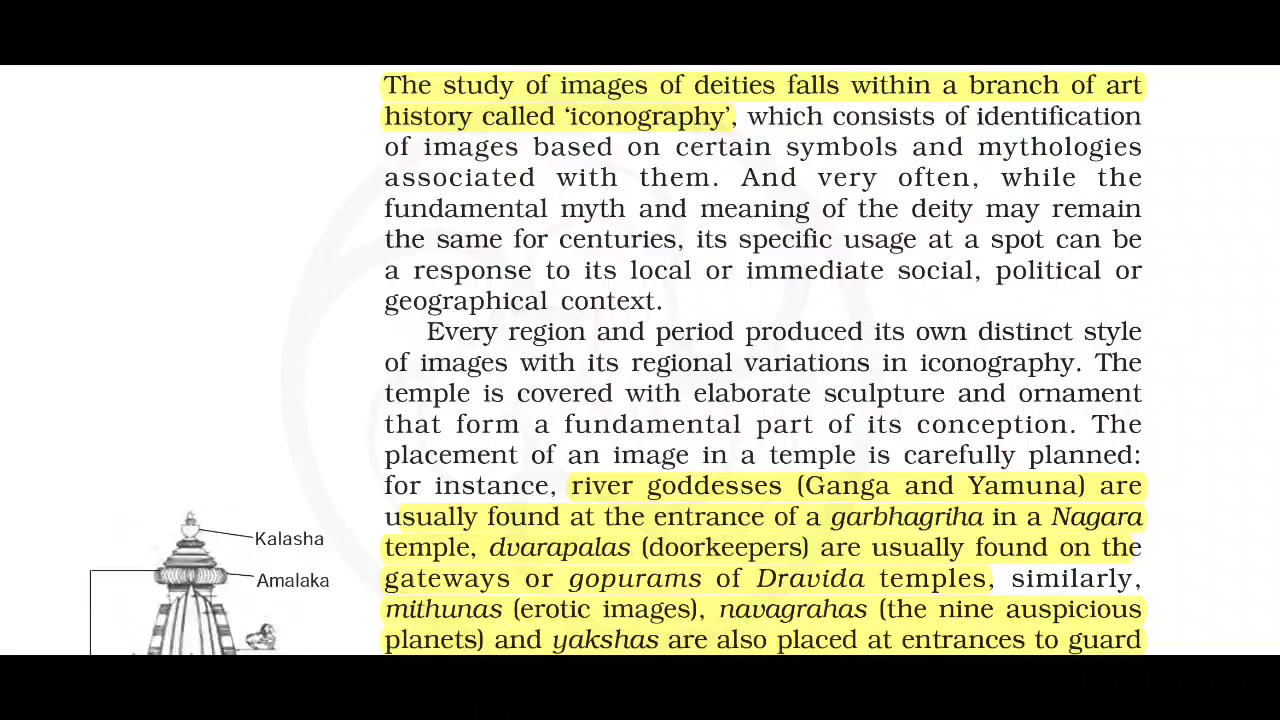 The study of images of deities falls within a branch of art
history called ‘iconography’, which consists of identification
of images based on certain symbols and mythologies
associated with them. And very often, while the
fundamental myth and meaning of the deity may remain
the same for centuries, its specific usage at a spot can be
a response to its local or immediate social, political or
geographical context.
Every region and period produced its own distinct style
of images with its regional variations in iconography. The
temple is covered with elaborate sculpture and ornament
that form a fundamental part of its conception. The
placement of an image in a temple is carefully planned:
for instance, river goddesses (Ganga and Yamuna) are
usually found at the entrance of a garbhagriha in a Nagara
temple, dvarapalas (doorkeepers) are usually found on the
gateways or gopurams of Dravida temples, similarly,
mithunas (erotic images), navagrahas (the nine auspicious
planets) and yakshas are also placed at entrances to guard
Kalasha
Amalaka